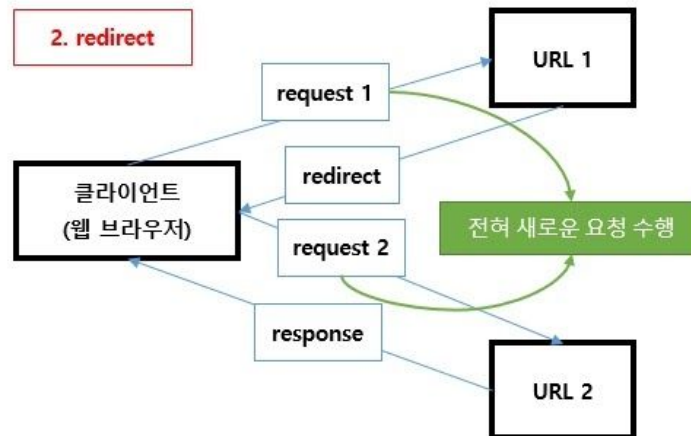 2. redirect
URL 1
request 1
redirect
클라이언트
(웹 브라우저)
전혀 새로운 요청 수행
request 2
response
URL 2